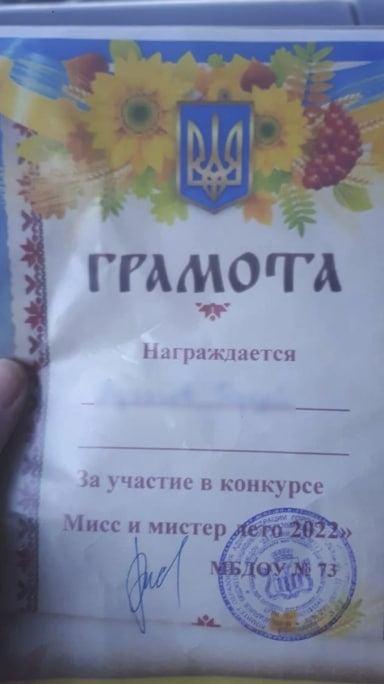 ГРАМОТА
Награждается
За участие в конкурсе
Мисс и мистер лето 2022»
МБДОУ № 73